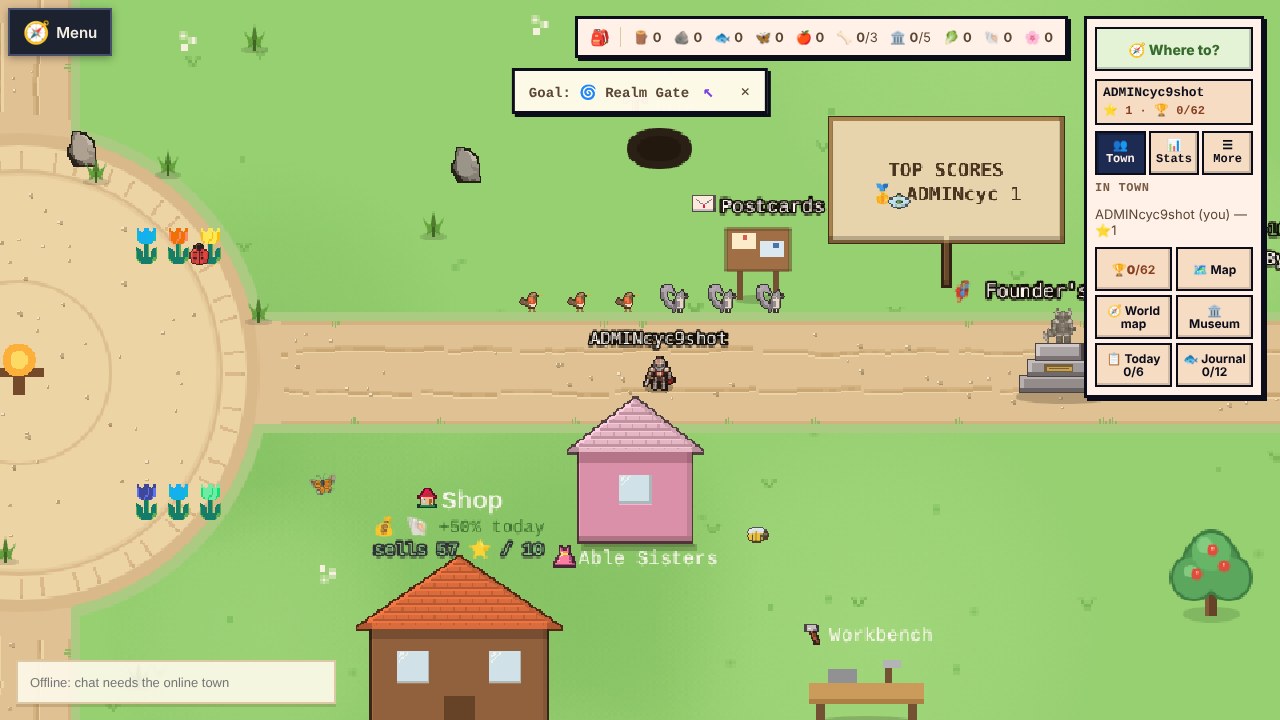 Menu
0 0 0 0 0 0/3 0/5 0 0 0
Goal: Realm Gate ×
Where to?
ADMINcyc9shot
1 · 0/62
Town
Stats
More
IN TOWN
ADMINcyc9shot (you) —
1
0/62
Map
World map
Museum
Today 0/6
Journal 0/12
TOP SCORES
ADMINcyc 1
Postcards
Founder's
ADMINcyc9shot
Shop
+50% today
sells 57 / 10
Able Sisters
Workbench
Offline: chat needs the online town